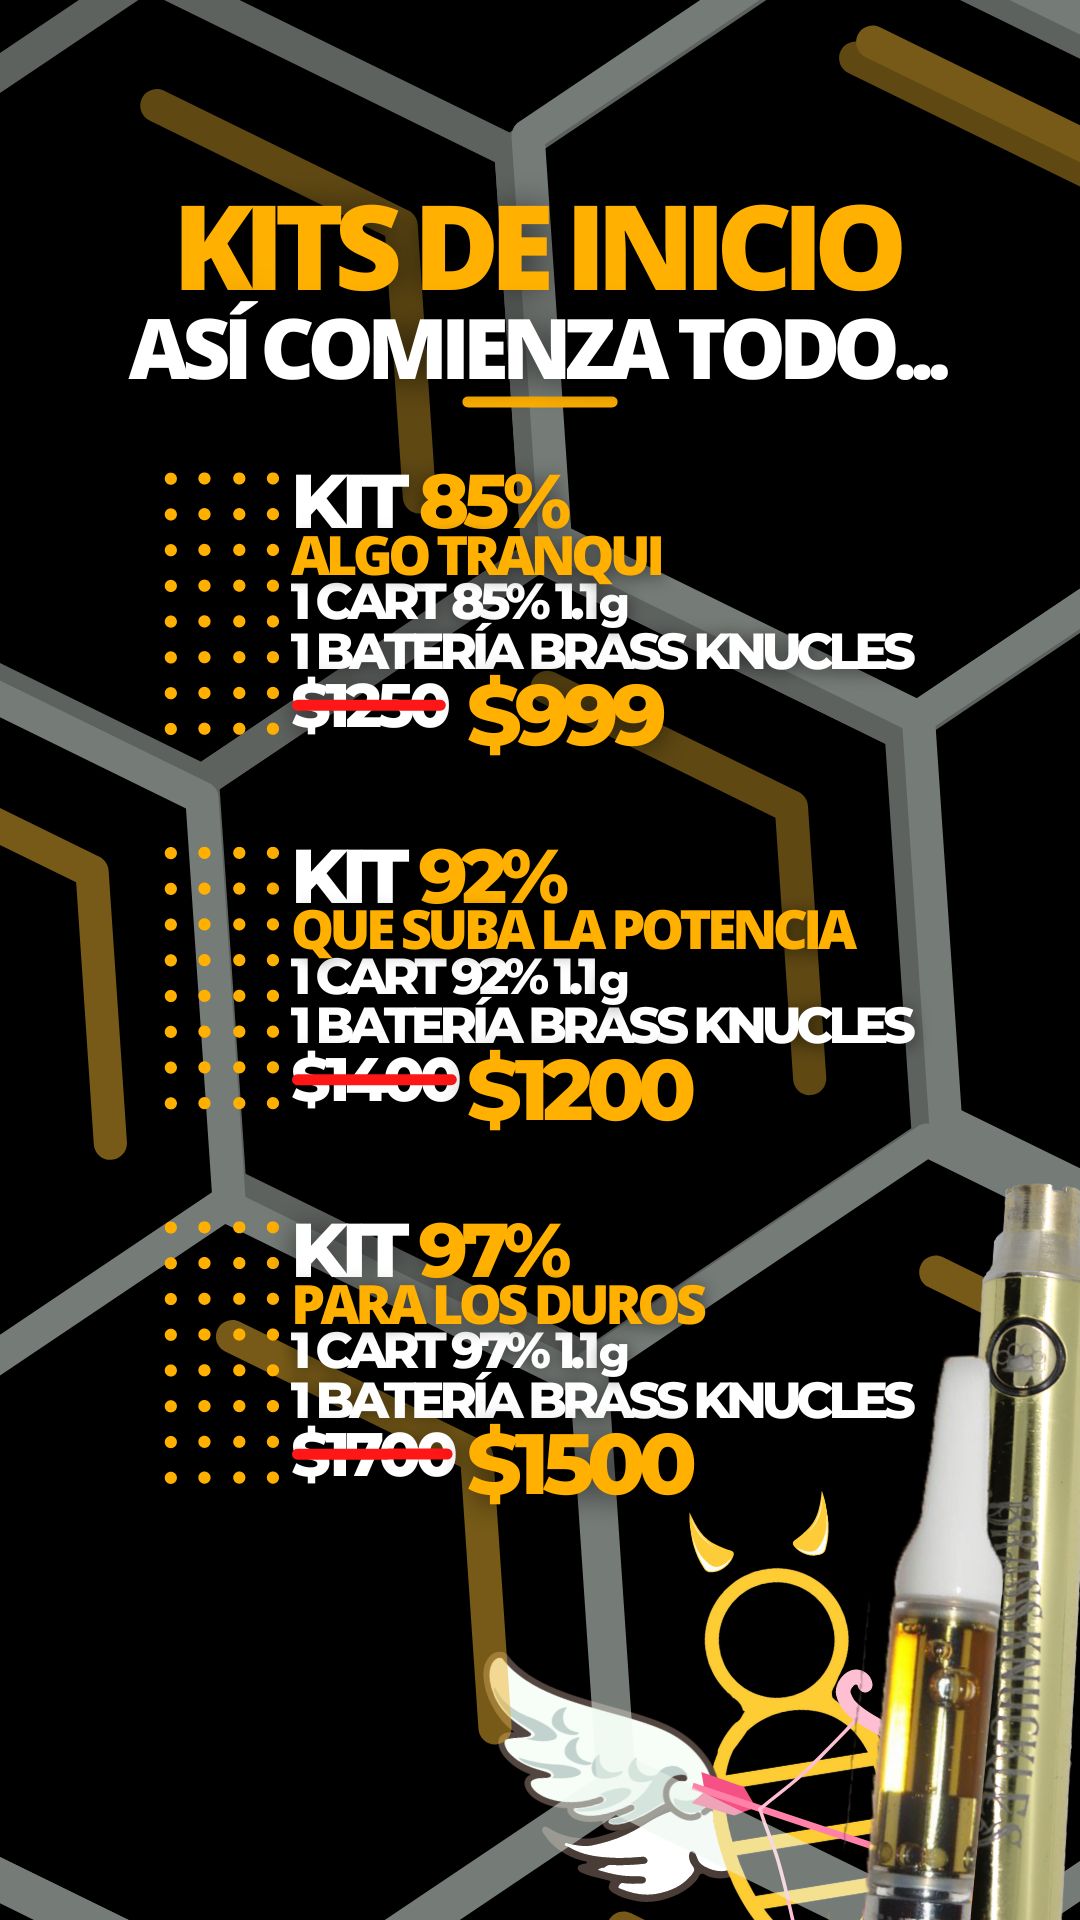 KITS DE INICIO
ASÍ COMIENZA TODO...
KIT 85%
ALGO TRANQUI
1 CART 85% 1.1g
1 BATERÍA BRASS KNUCLES
$1250 $999
KIT 92%
QUE SUBA LA POTENCIA
1 CART 92% 1.1g
1 BATERÍA BRASS KNUCLES
$1400 $1200
KIT 97%
PARA LOS DUROS
1 CART 97% 1.1g
1 BATERÍA BRASS KNUCLES
$1700 $1500
BRASS KNUCKLES